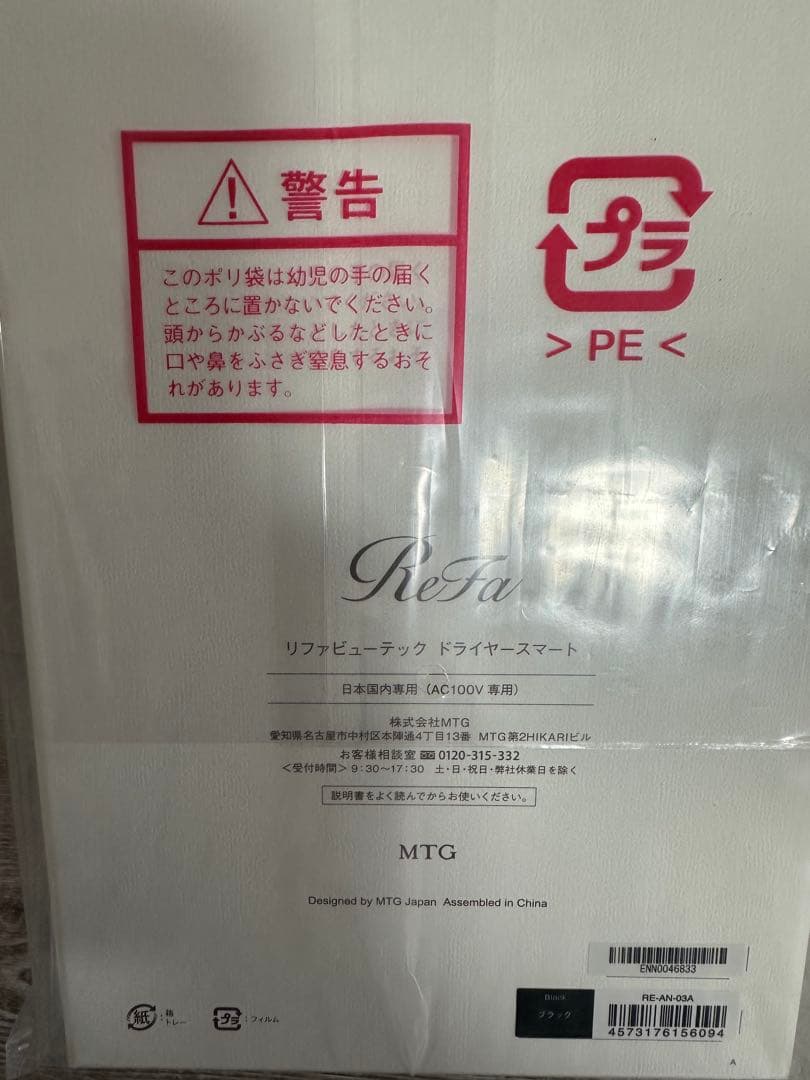 警告
このポリ袋は幼児の手の届く
ところに置かないでください。
頭からかぶるなどしたときに
口や鼻をふさぎ窒息するおそ
れがあります。
プラ
>PE<
ReFa
リファビューテック ドライヤースマート
日本国内専用（AC100V 専用）
株式会社MTG
愛知県名古屋市中村区本陣通4丁目13番 MTG第2HIKARIビル
お客様相談室 0120-315-332
＜受付時間＞9:30〜17:30 土・日・祝日・弊社休業日を除く
説明書をよく読んでからお使いください。
MTG
Designed by MTG Japan Assembled in China
ENN0046833
Black
ブラック
RE-AN-03A
4573176156094
紙:箱
トレー
プラ:フィルム
A